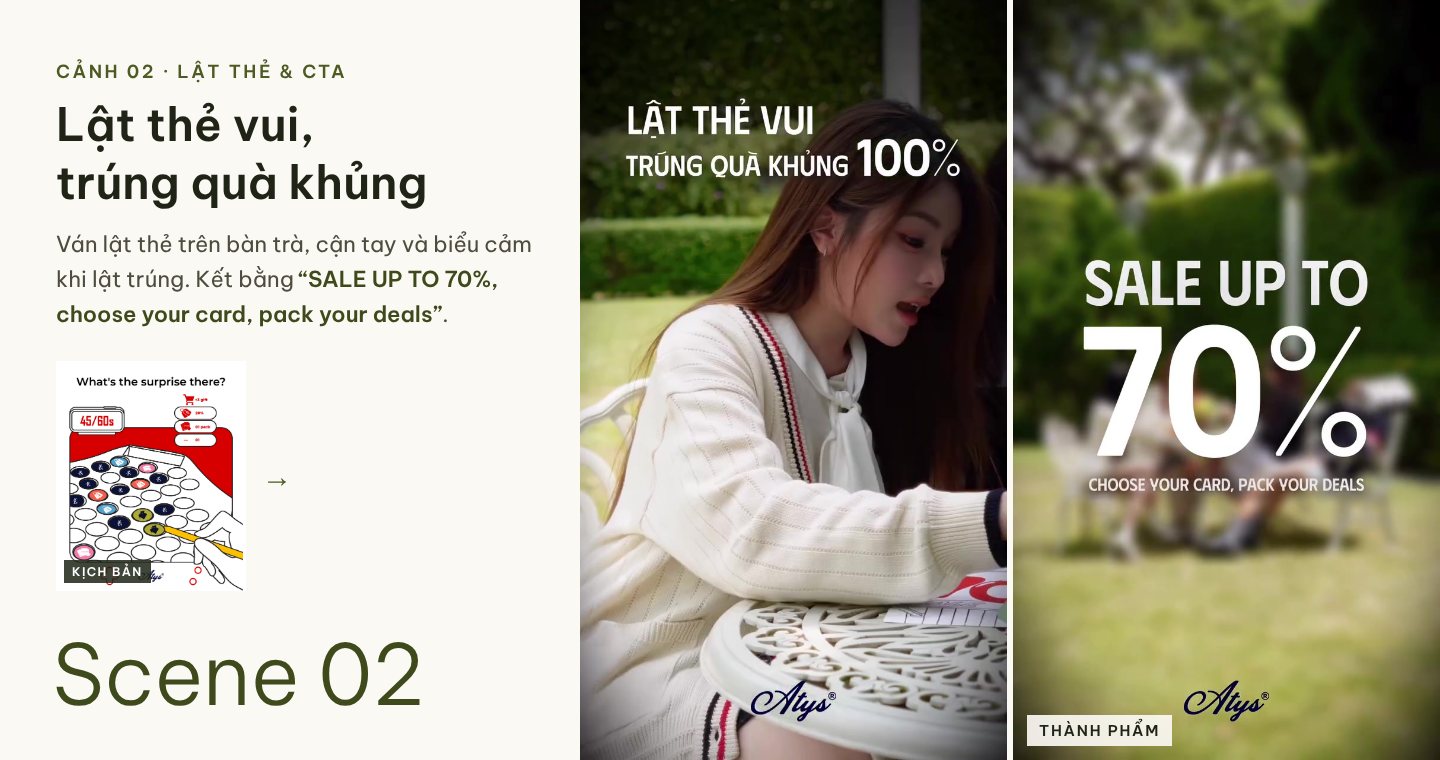 CẢNH 02 · LẬT THẺ & CTA
Lật thẻ vui,
trúng quà khủng
Ván lật thẻ trên bàn trà, cận tay và biểu cảm
khi lật trúng. Kết bằng “SALE UP TO 70%,
choose your card, pack your deals”.
What's the surprise there?
45/60s
KỊCH BẢN
→
Scene 02
LẬT THẺ VUI
TRÚNG QUÀ KHỦNG 100%
Atys®
SALE UP TO
70%
CHOOSE YOUR CARD, PACK YOUR DEALS
Atys®
THÀNH PHẨM